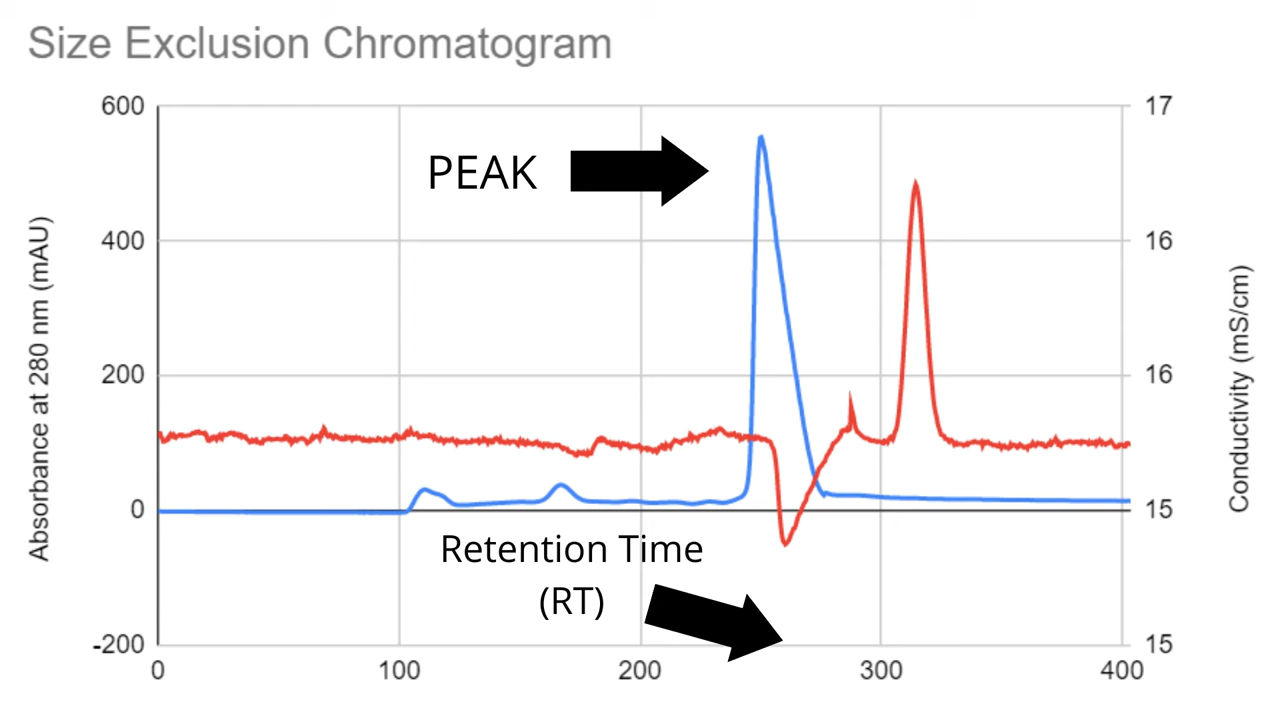 Size Exclusion Chromatogram
600
17
PEAK
400
16
Absorbance at 280 nm (mAU)
Conductivity (mS/cm)
200
16
0
15
Retention Time
(RT)
-200
15
0
100
200
300
400